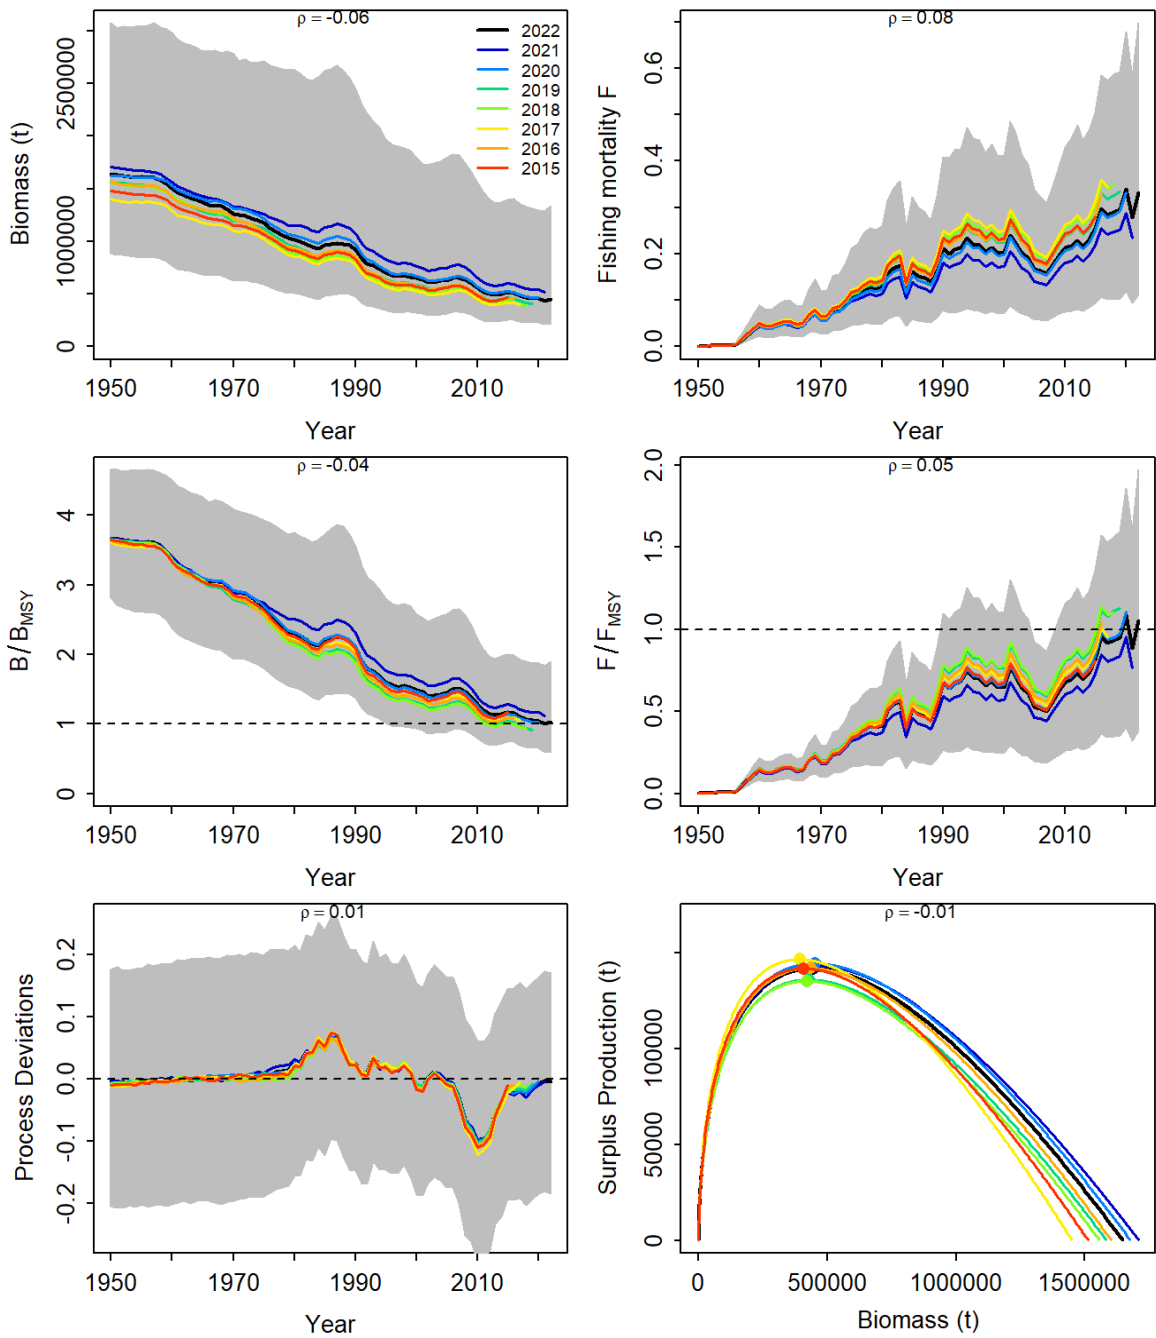 ρ = -0.06
Biomass (t)
2500000
1000000
0
2022
2021
2020
2019
2018
2017
2016
2015
1950 1970 1990 2010
Year
ρ = 0.08
Fishing mortality F
0.6
0.4
0.2
0.0
1950 1970 1990 2010
Year
ρ = -0.04
B/BMSY
4
3
2
1
0
1950 1970 1990 2010
Year
ρ = 0.05
F/FMSY
2.0
1.5
1.0
0.5
0.0
1950 1970 1990 2010
Year
ρ = 0.01
Process Deviations
0.2
0.1
0.0
-0.1
-0.2
1950 1970 1990 2010
Year
ρ = -0.01
Surplus Production (t)
100000
50000
0
0 500000 1000000 1500000
Biomass (t)